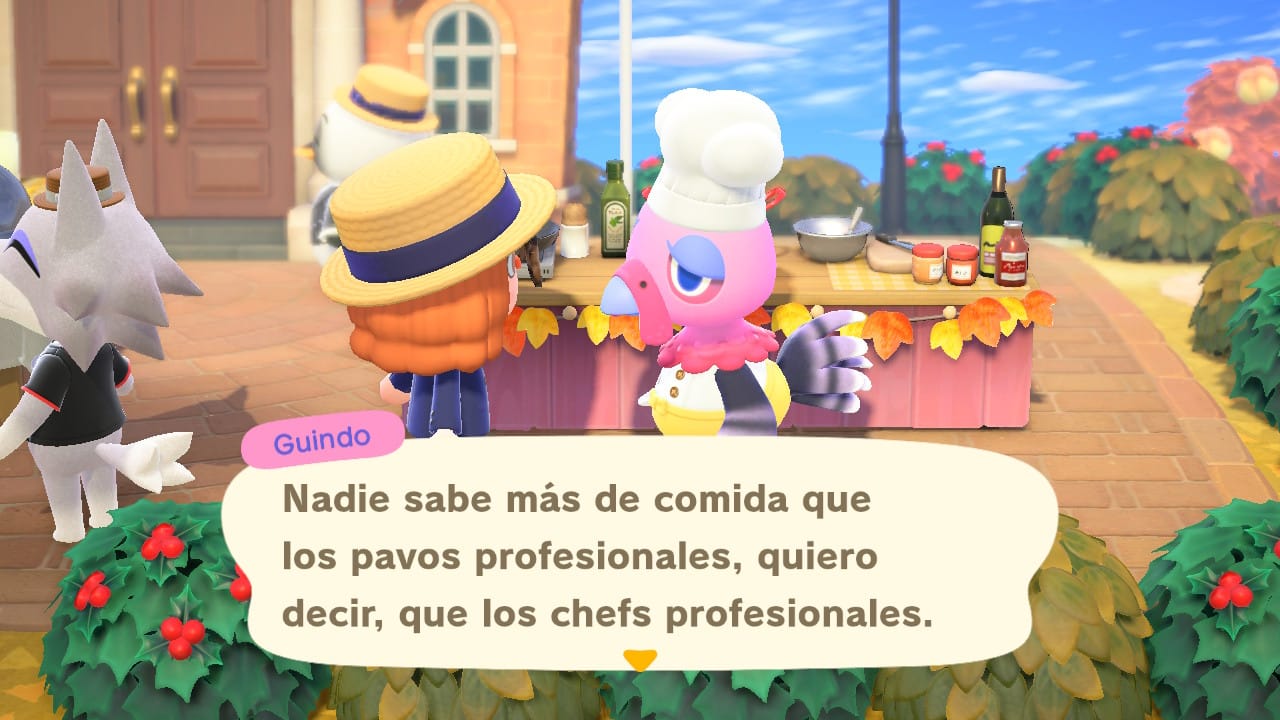 Guindo
Nadie sabe más de comida que
los pavos profesionales, quiero
decir, que los chefs profesionales.